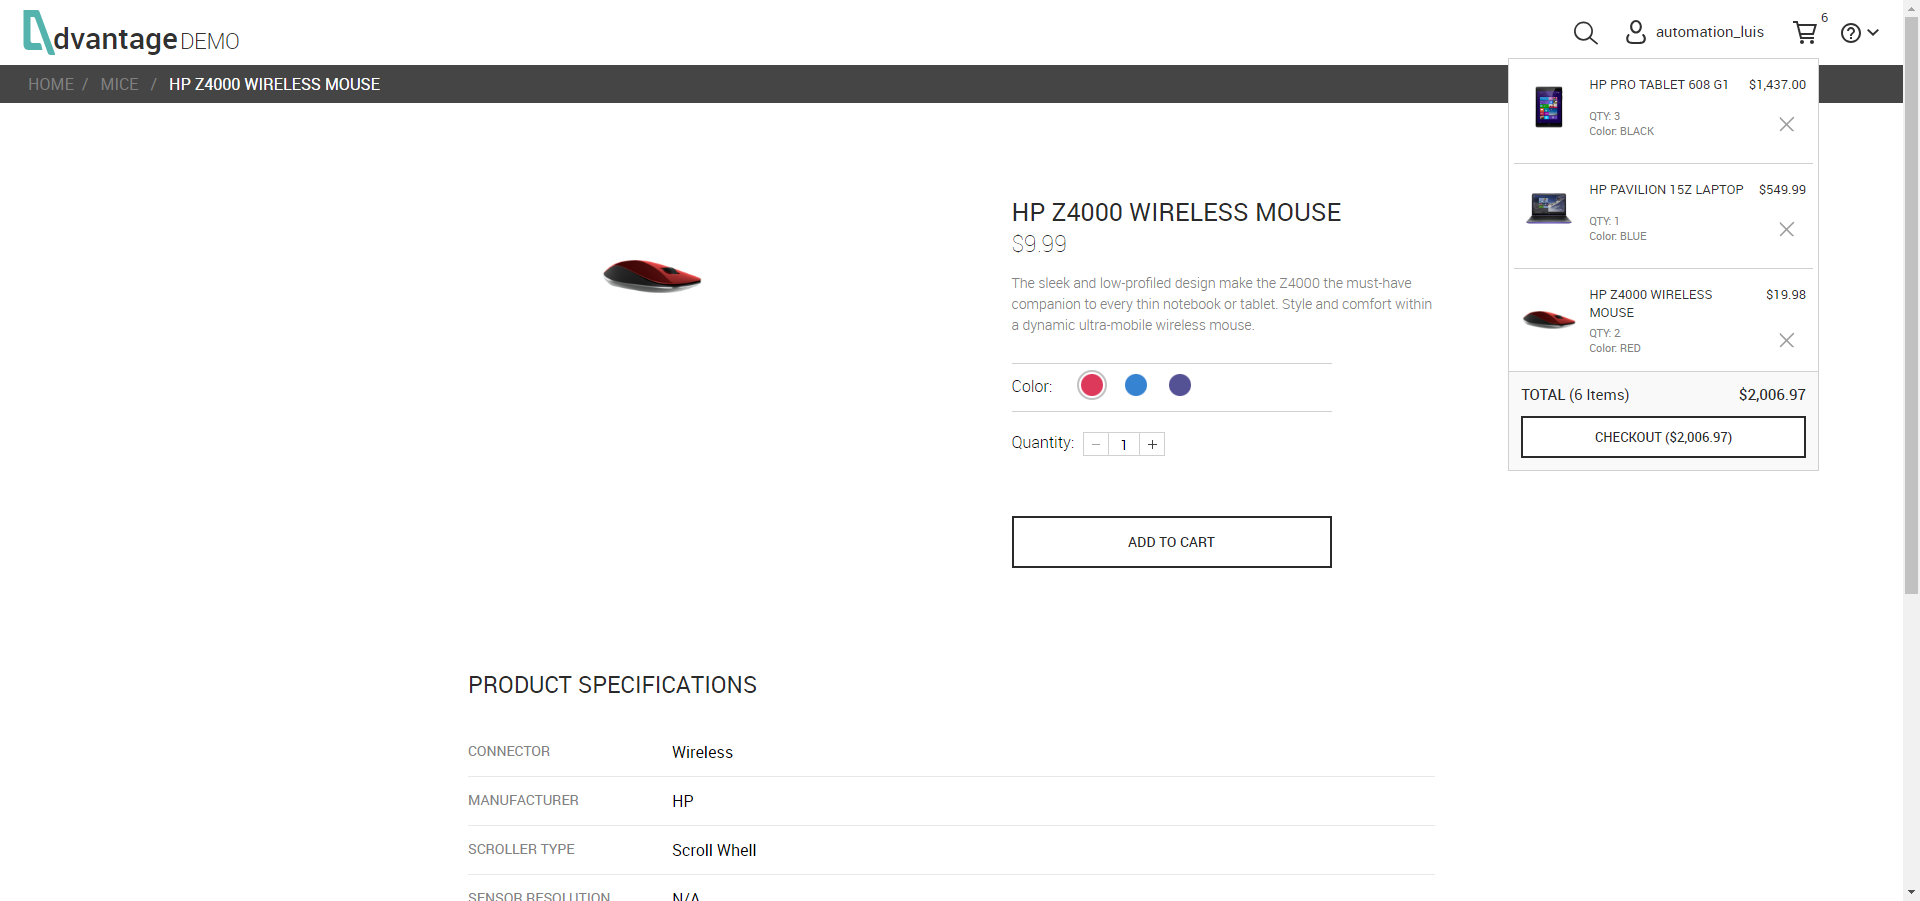 dvantage DEMO
automation_luis
6
HOME / MICE / HP Z4000 WIRELESS MOUSE
HP PRO TABLET 608 G1 $1,437.00
QTY: 3
Color: BLACK
HP PAVILION 15Z LAPTOP $549.99
QTY: 1
Color: BLUE
HP Z4000 WIRELESS $19.98
MOUSE
QTY: 2
Color: RED
TOTAL (6 Items) $2,006.97
CHECKOUT ($2,006.97)
HP Z4000 WIRELESS MOUSE
$9.99
The sleek and low-profiled design make the Z4000 the must-have
companion to every thin notebook or tablet. Style and comfort within
a dynamic ultra-mobile wireless mouse.
Color:
Quantity: − 1 +
ADD TO CART
PRODUCT SPECIFICATIONS
CONNECTOR Wireless
MANUFACTURER HP
SCROLLER TYPE Scroll Whell
SENSOR RESOLUTION N/A